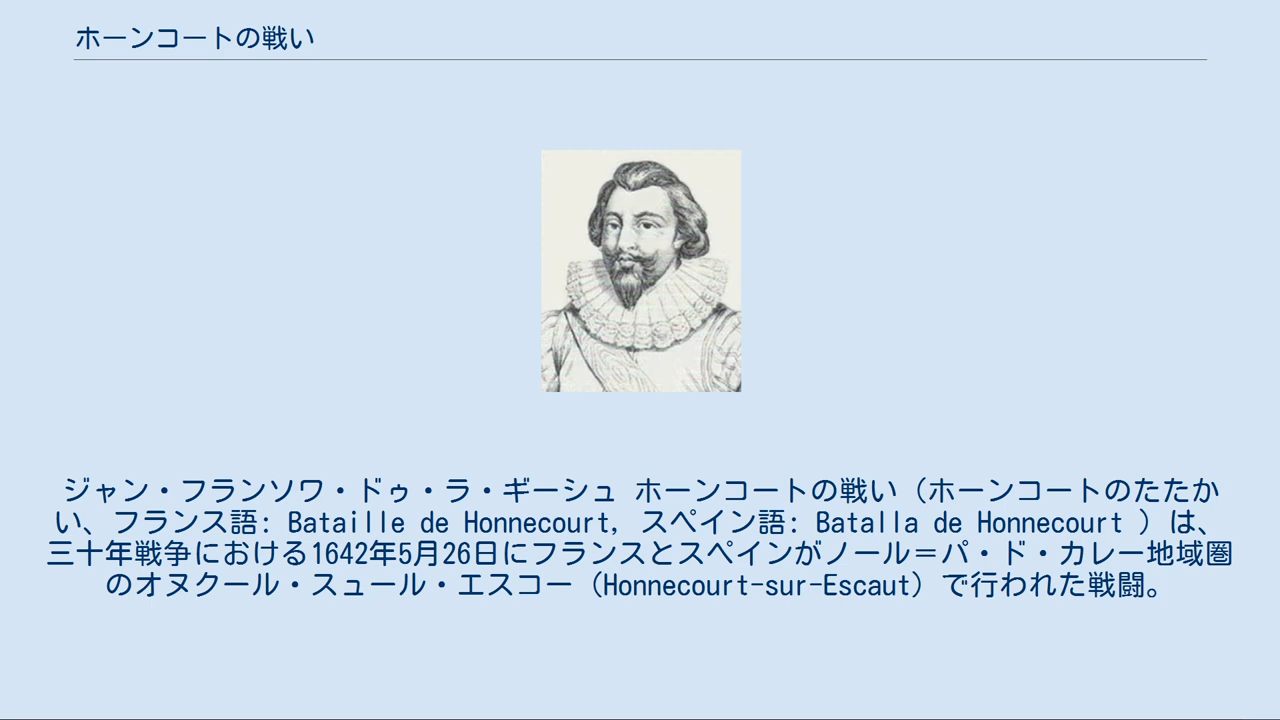 ホーンコートの戦い
ジャン・フランソワ・ドゥ・ラ・ギーシュ ホーンコートの戦い（ホーンコートのたたか
い、フランス語: Bataille de Honnecourt, スペイン語: Batalla de Honnecourt ）は、
三十年戦争における1642年5月26日にフランスとスペインがノール＝パ・ド・カレー地域圏
のオヌクール・スュール・エスコー（Honnecourt-sur-Escaut）で行われた戦闘。